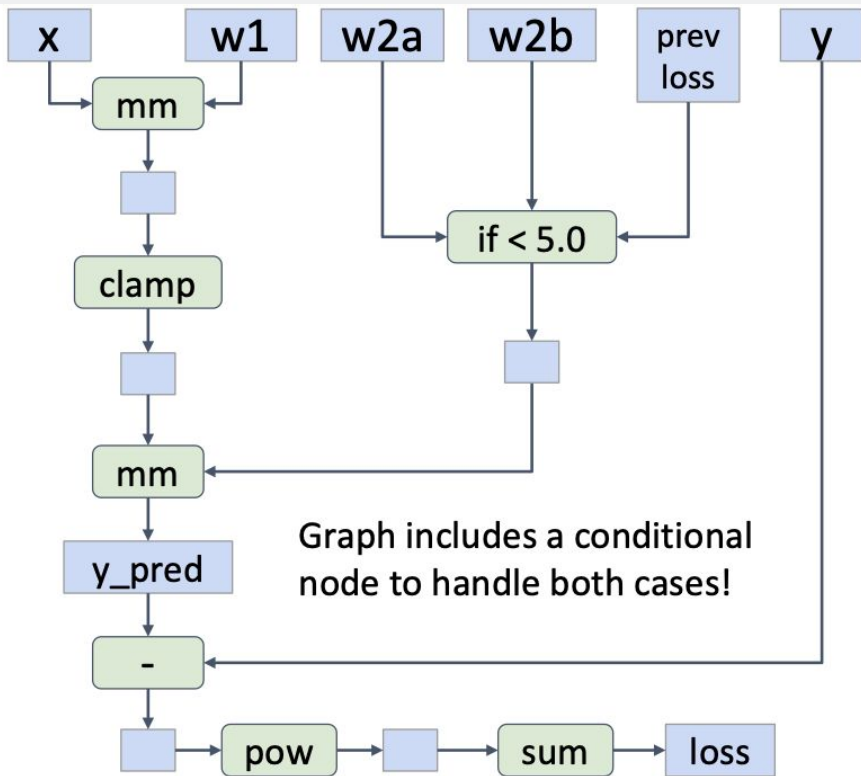 x
w1
w2a
w2b
prev
loss
y
mm
if < 5.0
clamp
mm
Graph includes a conditional
node to handle both cases!
y_pred
-
pow
sum
loss